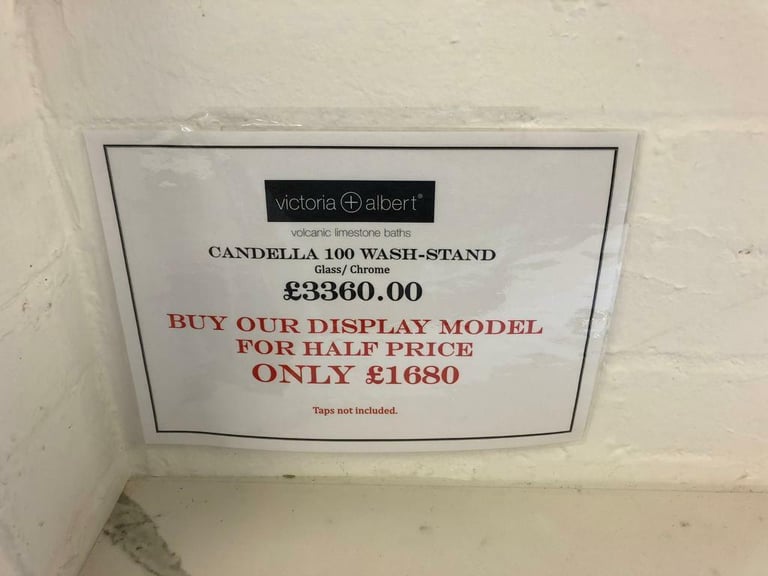 victoria + albert®
volcanic limestone baths
CANDELLA 100 WASH-STAND
Glass/ Chrome
£3360.00
BUY OUR DISPLAY MODEL
FOR HALF PRICE
ONLY £1680
Taps not included.